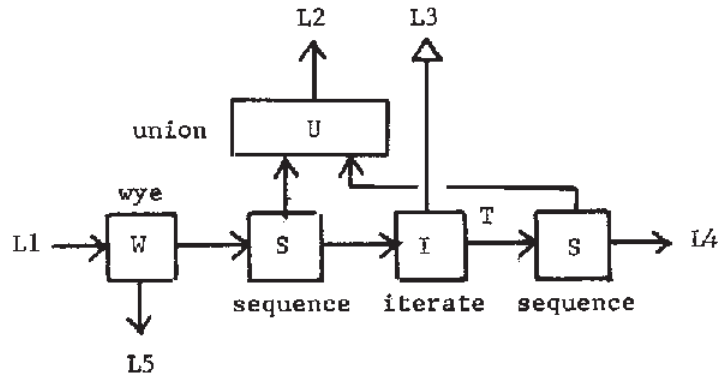 L2 L3
union U
wye
T
L1 W S I S L4
sequence iterate sequence
L5